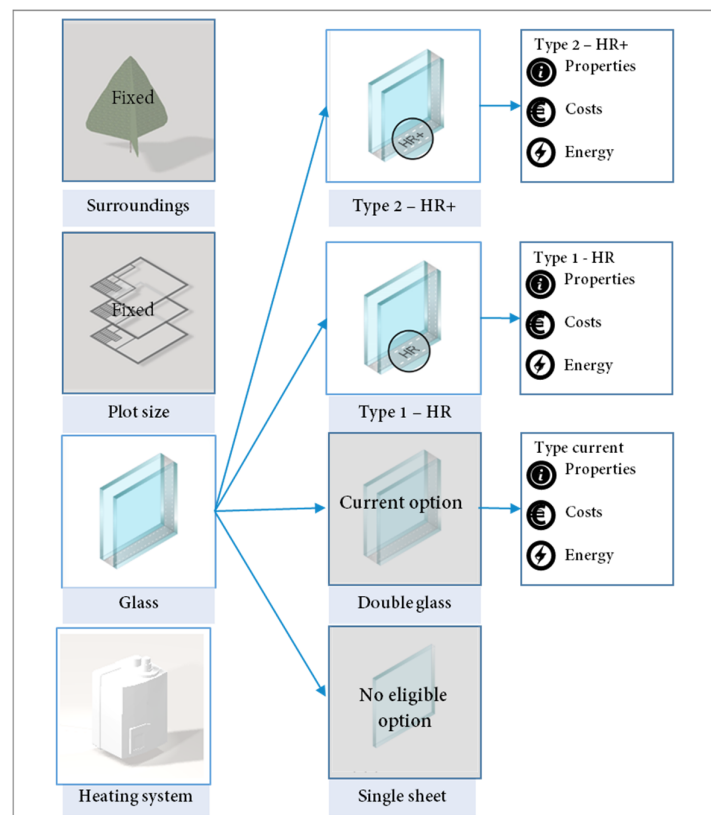 Fixed
Surroundings
Fixed
Plot size
Glass
Heating system
HR+
Type 2 – HR+
HR
Type 1 – HR
Current option
Double glass
No eligible
option
Single sheet
Type 2 – HR+
Properties
Costs
Energy
Type 1 - HR
Properties
Costs
Energy
Type current
Properties
Costs
Energy